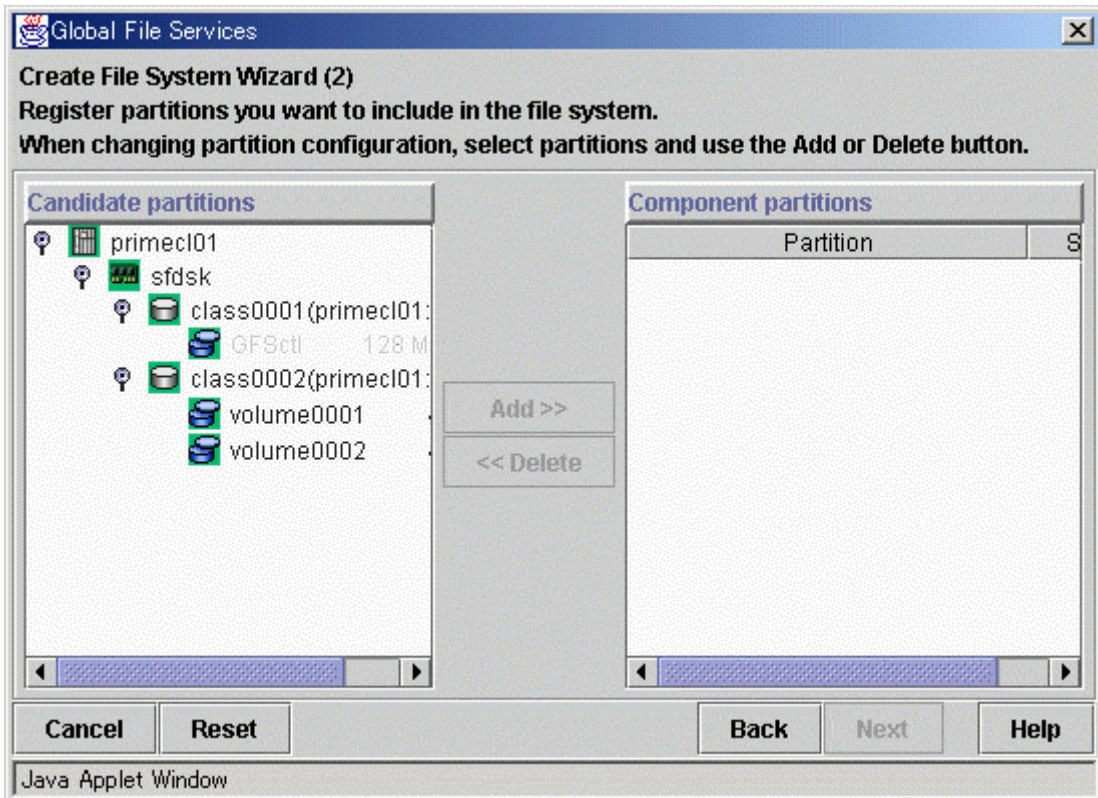 Global File Services
Create File System Wizard (2)
Register partitions you want to include in the file system.
When changing partition configuration, select partitions and use the Add or Delete button.
Candidate partitions
primecl01
sfdsk
class0001(primecl01:
GFSctl 128 M
class0002(primecl01:
volume0001
volume0002
Add >>
<< Delete
Component partitions
Partition S
Cancel Reset Back Next Help
Java Applet Window